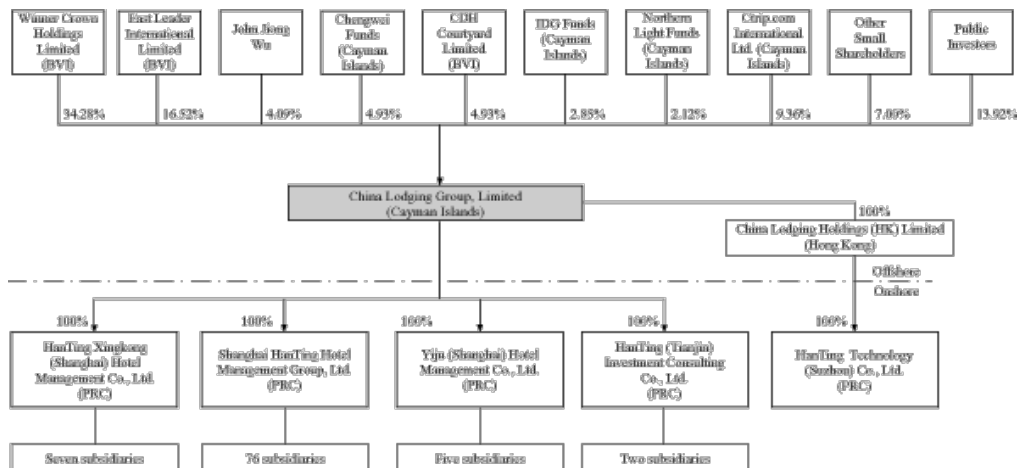 Winner Crown
Holdings
Limited
(BVI)
East Leader
International
Limited
(BVI)
John Jiong
Wu
Chengwei
Funds
(Cayman
Islands)
CDH
Courtyard
Limited
(BVI)
IDG Funds
(Cayman
Islands)
Northern
Light Funds
(Cayman
Islands)
Ctrip.com
International
Ltd. (Cayman
Islands)
Other
Small
Shareholders
Public
Investors
34.28%
16.52%
4.09%
4.93%
4.93%
2.85%
2.12%
9.36%
7.00%
13.92%
China Lodging Group, Limited
(Cayman Islands)
100%
China Lodging Holdings (HK) Limited
(Hong Kong)
Offshore
Onshore
100%
100%
100%
100%
100%
HanTing Xingkong
(Shanghai) Hotel
Management Co., Ltd.
(PRC)
Shanghai HanTing Hotel
Management Group, Ltd.
(PRC)
Yiju (Shanghai) Hotel
Management Co., Ltd.
(PRC)
HanTing (Tianjin)
Investment Consulting
Co., Ltd.
(PRC)
HanTing Technology
(Suzhou) Co., Ltd.
(PRC)
Seven subsidiaries
76 subsidiaries
Five subsidiaries
Two subsidiaries